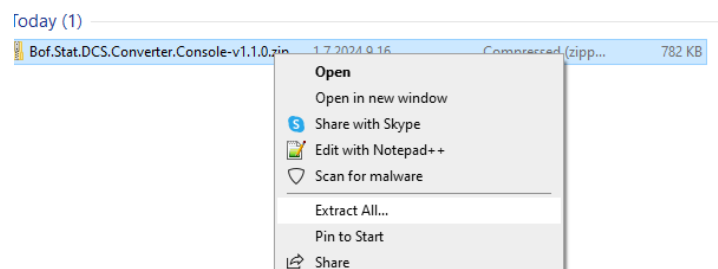 Today (1)
Bof.Stat.DCS.Converter.Console-v1.1.0.zip 1.7.2024 9.16 Compressed (zipp... 782 KB
Open
Open in new window
Share with Skype
Edit with Notepad++
Scan for malware
Extract All...
Pin to Start
Share